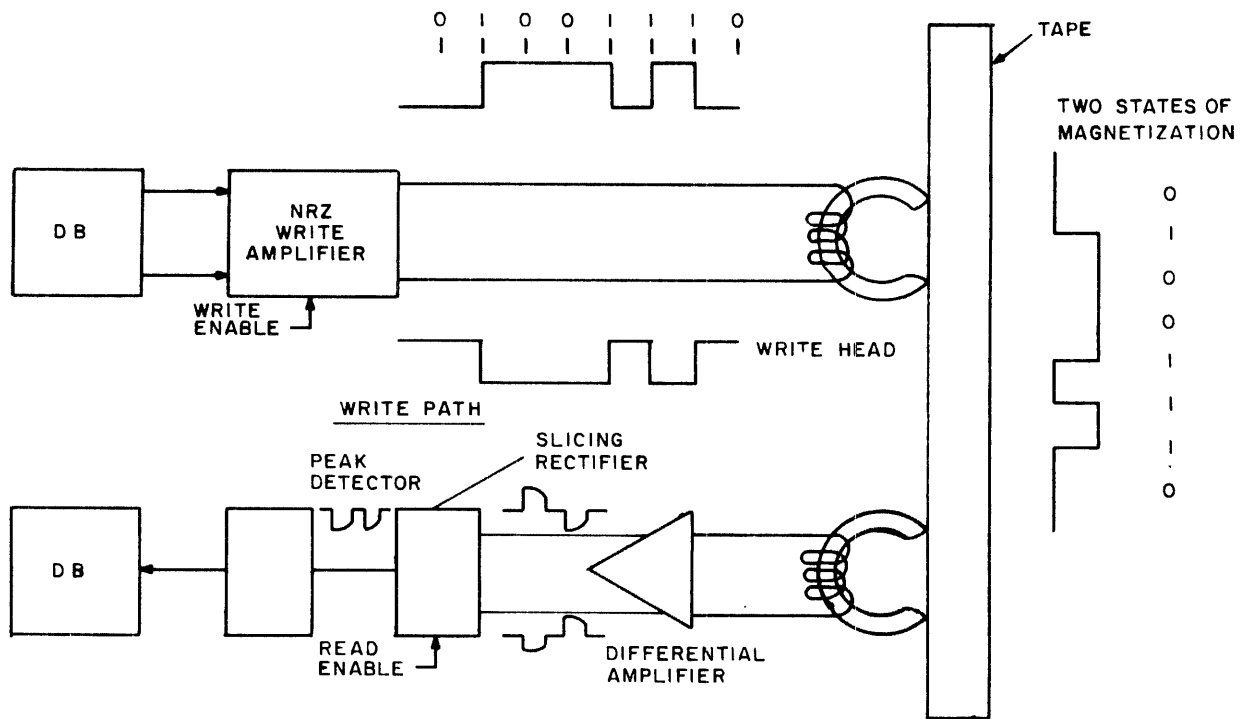 0 1 0 0 1 1 1 0
TAPE
TWO STATES OF
MAGNETIZATION
0
1
0
0
1
1
1
0
DB
NRZ
WRITE
AMPLIFIER
WRITE
ENABLE
WRITE HEAD
WRITE PATH
SLICING
RECTIFIER
PEAK
DETECTOR
DB
READ
ENABLE
DIFFERENTIAL
AMPLIFIER